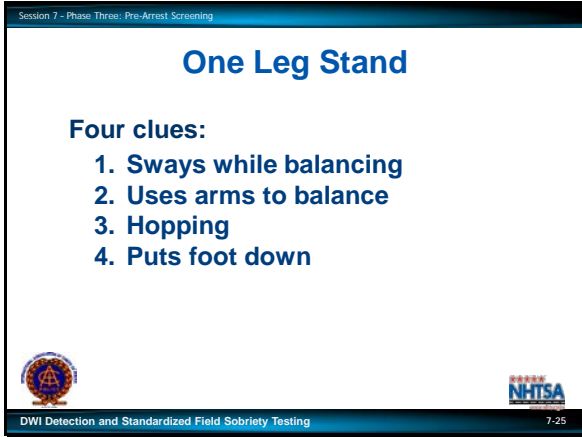 Session 7 - Phase Three: Pre-Arrest Screening
One Leg Stand
Four clues:
1. Sways while balancing
2. Uses arms to balance
3. Hopping
4. Puts foot down
NHTSA
DWI Detection and Standardized Field Sobriety Testing
7-25